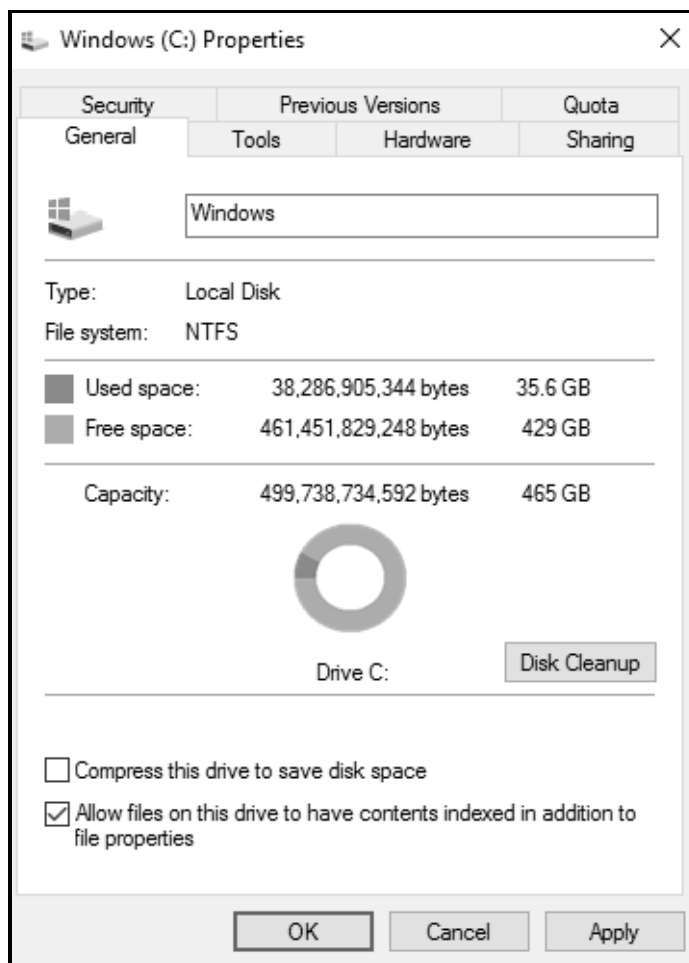 Windows (C:) Properties
Security Previous Versions Quota
General Tools Hardware Sharing
Windows
Type: Local Disk
File system: NTFS
Used space: 38,286,905,344 bytes 35.6 GB
Free space: 461,451,829,248 bytes 429 GB
Capacity: 499,738,734,592 bytes 465 GB
Drive C:
Disk Cleanup
Compress this drive to save disk space
Allow files on this drive to have contents indexed in addition to
file properties
OK Cancel Apply